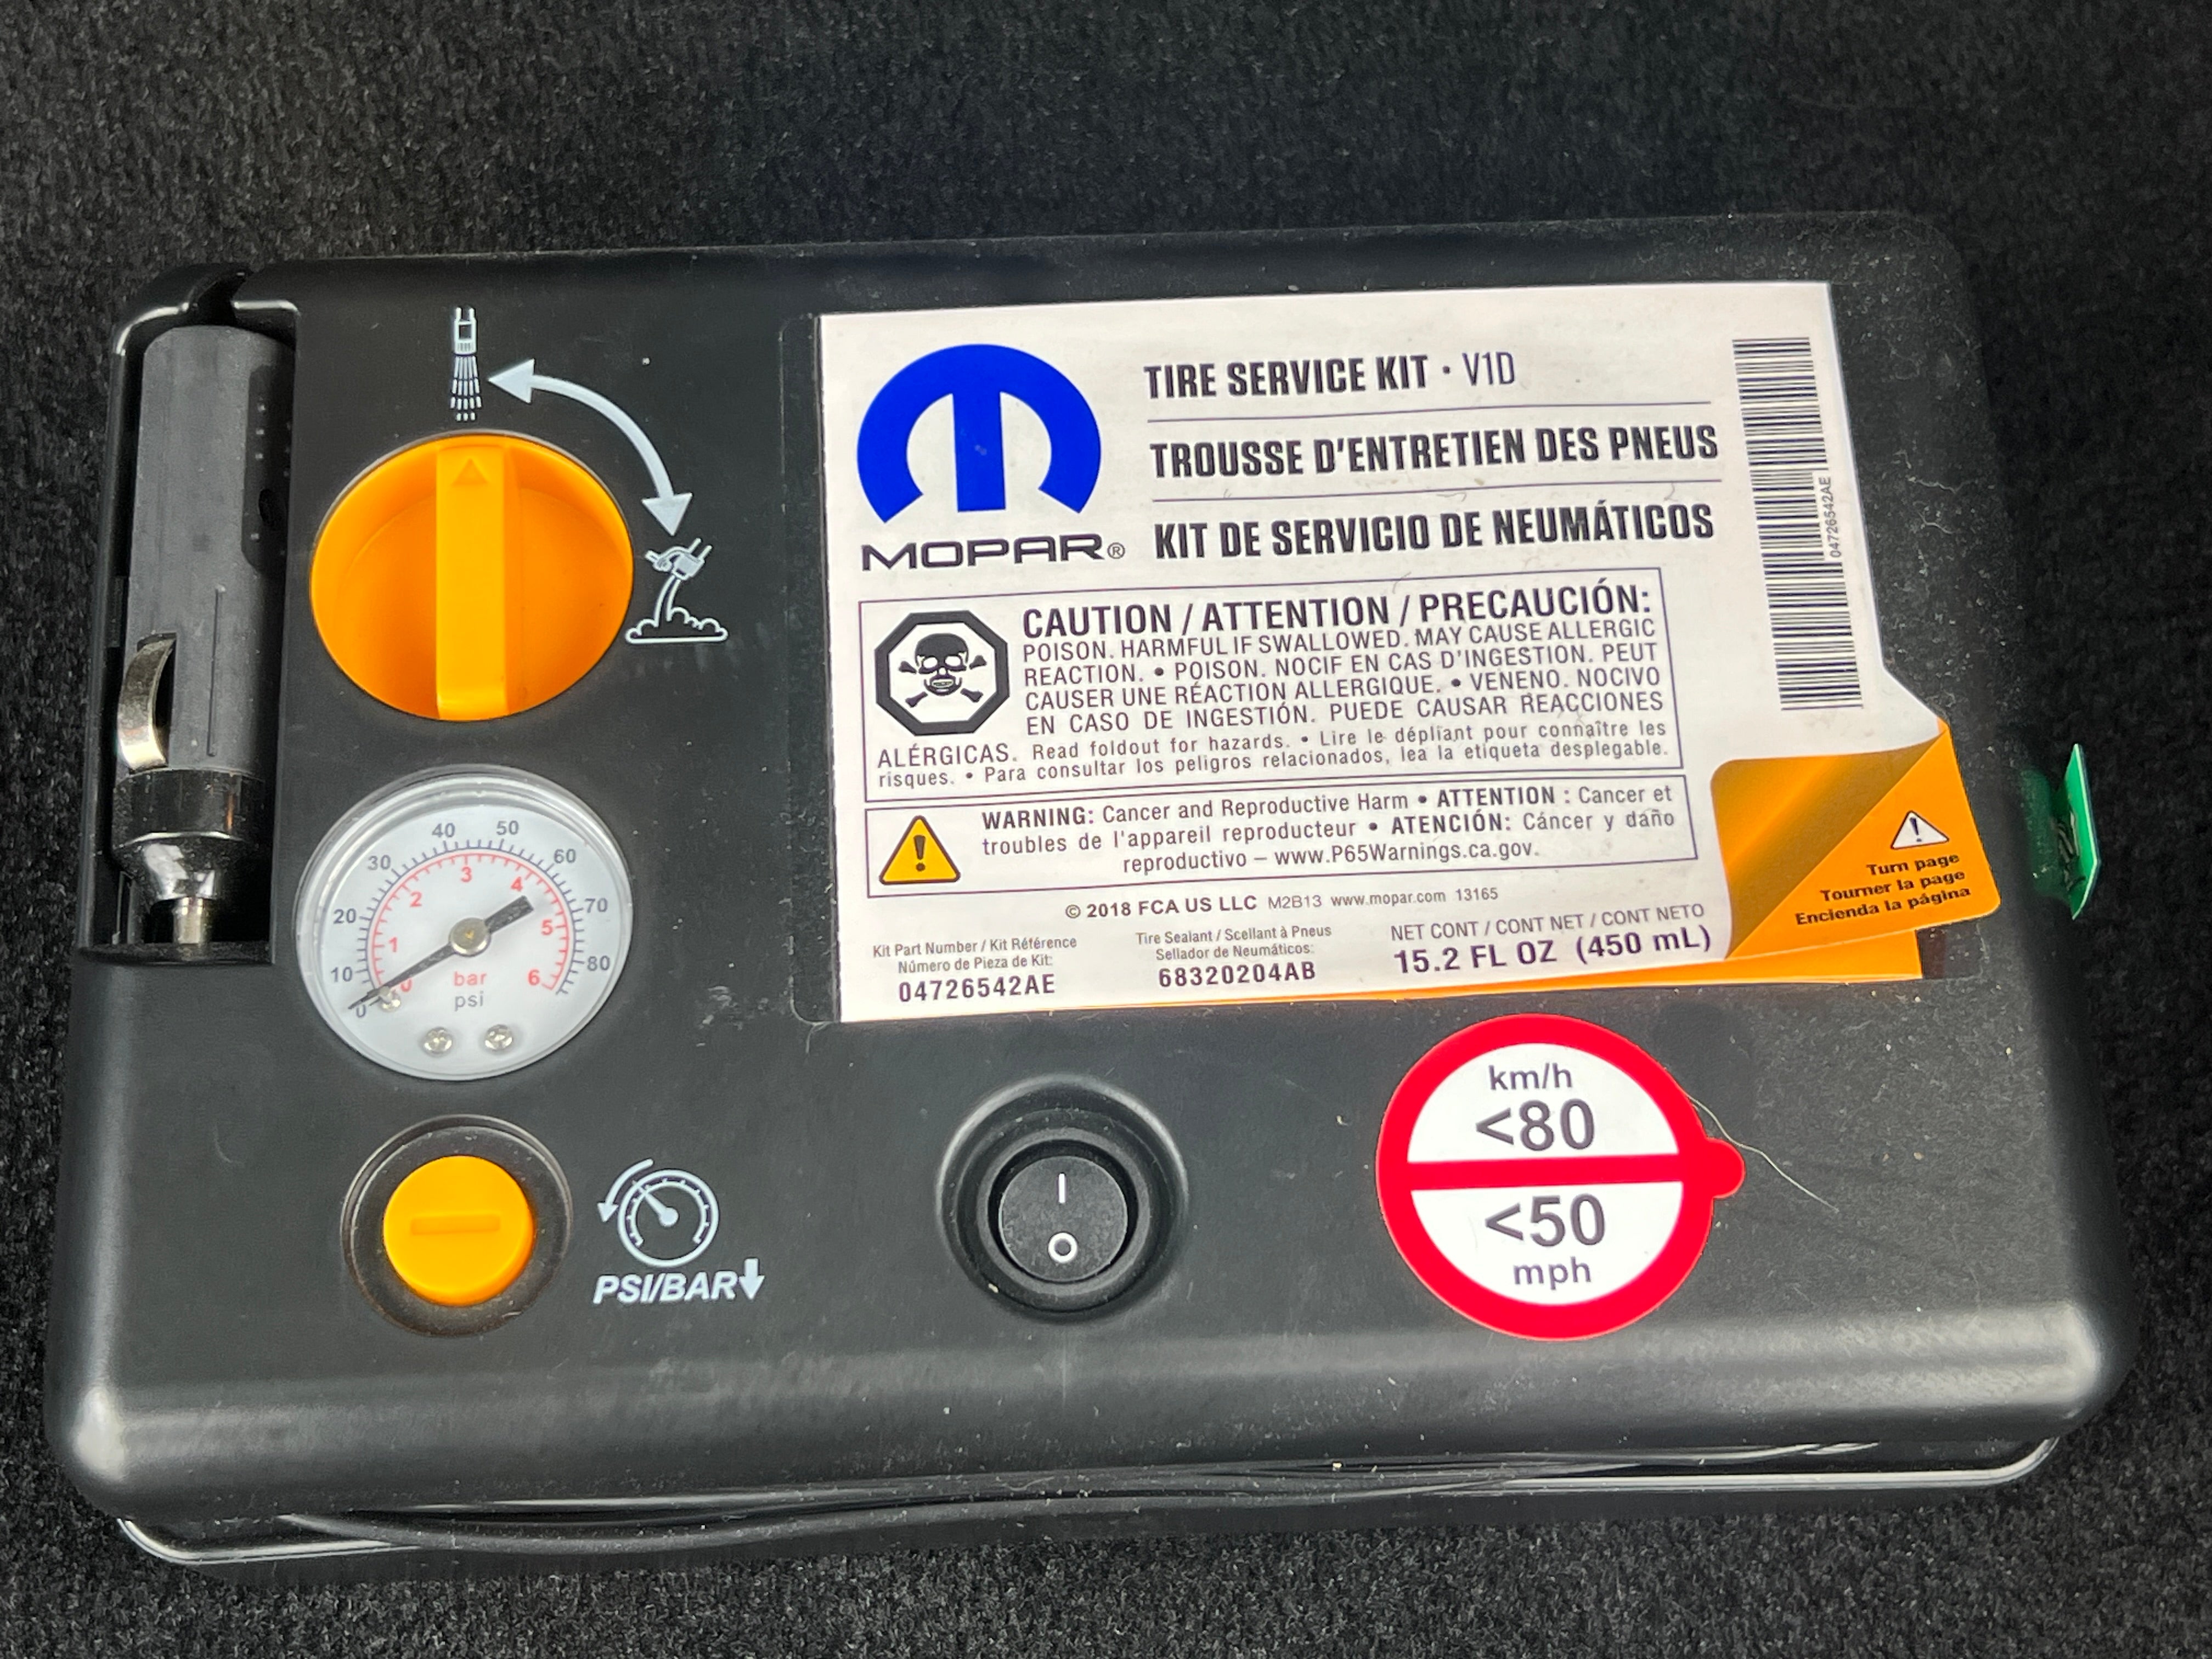 TIRE SERVICE KIT · V1D
TROUSSE D'ENTRETIEN DES PNEUS
KIT DE SERVICIO DE NEUMÁTICOS
MOPAR®
04726542AE
CAUTION / ATTENTION / PRECAUCIÓN:
POISON. HARMFUL IF SWALLOWED. MAY CAUSE ALLERGIC
REACTION. • POISON. NOCIF EN CAS D'INGESTION. PEUT
CAUSER UNE RÉACTION ALLERGIQUE. • VENENO. NOCIVO
EN CASO DE INGESTIÓN. PUEDE CAUSAR REACCIONES
ALÉRGICAS. Read foldout for hazards. • Lire le dépliant pour connaître les
risques. • Para consultar los peligros relacionados, lea la etiqueta desplegable.
WARNING: Cancer and Reproductive Harm • ATTENTION : Cancer et
troubles de l'appareil reproducteur • ATENCIÓN: Cáncer y daño
reproductivo – www.P65Warnings.ca.gov.
Turn page
Tourner la page
Encienda la página
© 2018 FCA US LLC M2B13 www.mopar.com 13165
Kit Part Number / Kit Référence
Número de Pieza de Kit:
04726542AE
Tire Sealant / Scellant à Pneus
Sellador de Neumáticos:
68320204AB
NET CONT / CONT NET / CONT NETO
15.2 FL OZ (450 mL)
0 10 20 30 40 50 60 70 80
0 1 2 3 4 5 6
bar
psi
PSI/BAR
I
O
km/h
<80
<50
mph